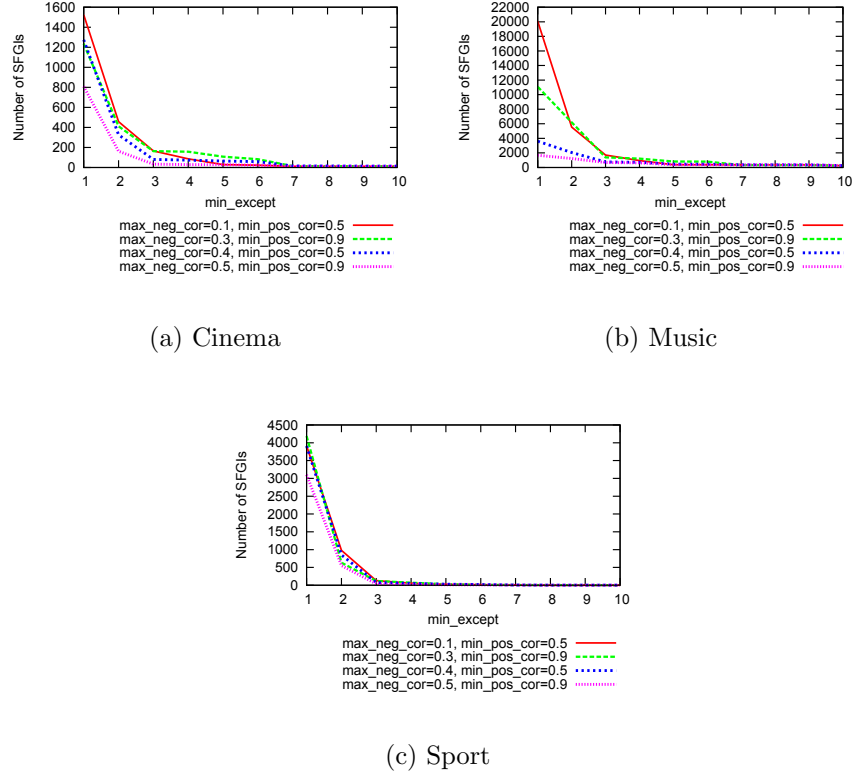 1600
1400
1200
1000
800
600
400
200
0
Number of SFGIs
1 2 3 4 5 6 7 8 9 10
min_except
max_neg_cor=0.1, min_pos_cor=0.5
max_neg_cor=0.3, min_pos_cor=0.9
max_neg_cor=0.4, min_pos_cor=0.5
max_neg_cor=0.5, min_pos_cor=0.9
(a) Cinema
22000
20000
18000
16000
14000
12000
10000
8000
6000
4000
2000
0
Number of SFGIs
1 2 3 4 5 6 7 8 9 10
min_except
max_neg_cor=0.1, min_pos_cor=0.5
max_neg_cor=0.3, min_pos_cor=0.9
max_neg_cor=0.4, min_pos_cor=0.5
max_neg_cor=0.5, min_pos_cor=0.9
(b) Music
4500
4000
3500
3000
2500
2000
1500
1000
500
0
Number of SFGIs
1 2 3 4 5 6 7 8 9 10
min_except
max_neg_cor=0.1, min_pos_cor=0.5
max_neg_cor=0.3, min_pos_cor=0.9
max_neg_cor=0.4, min_pos_cor=0.5
max_neg_cor=0.5, min_pos_cor=0.9
(c) Sport